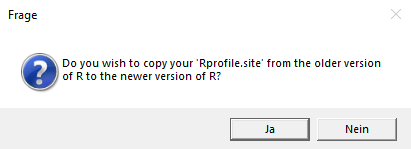 Frage
Do you wish to copy your 'Rprofile.site' from the older version
of R to the newer version of R?
Ja
Nein